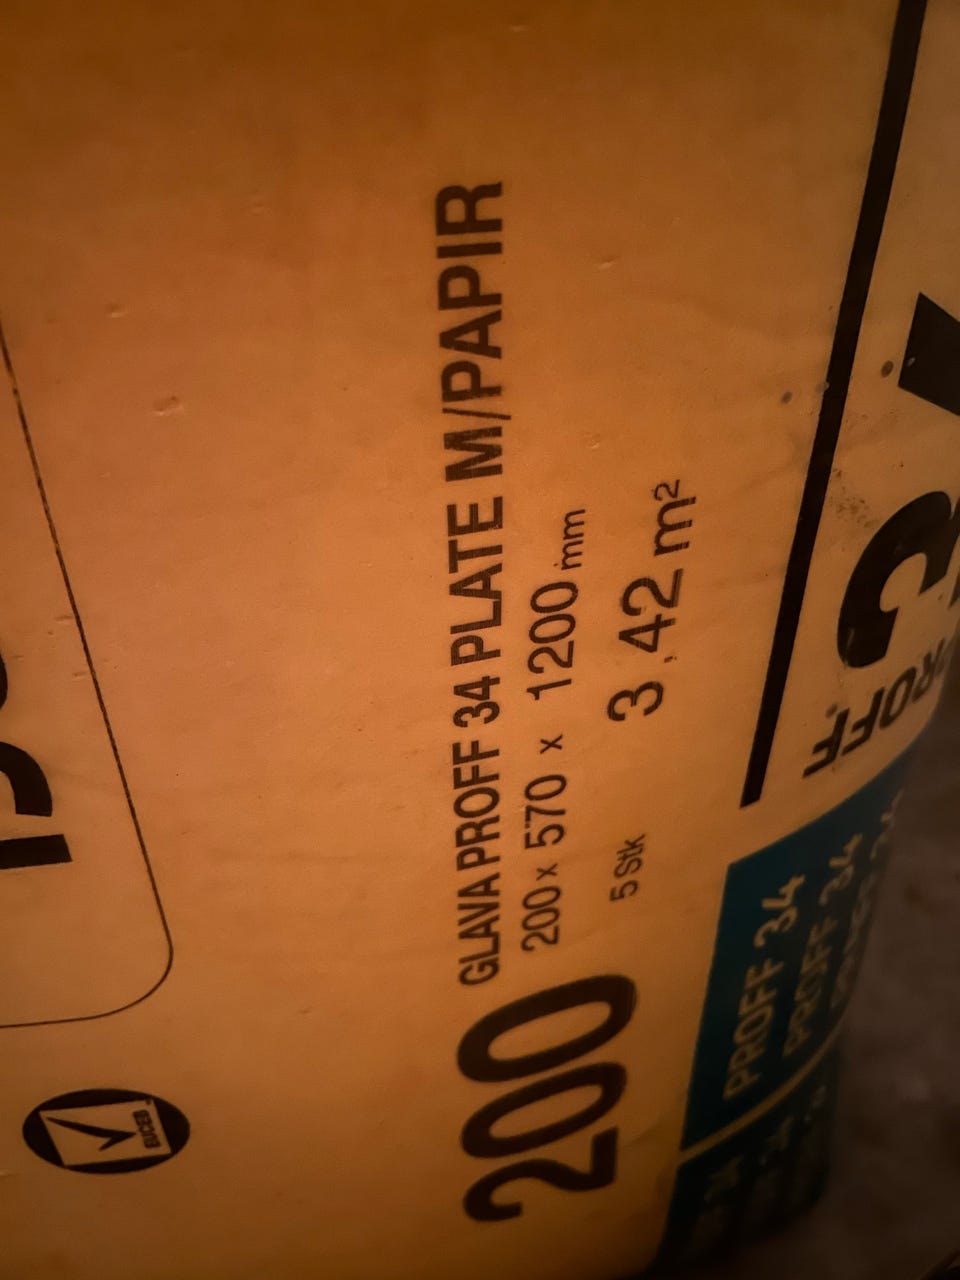 200
GLAVA PROFF 34 PLATE M/PAPIR
200 x 570 x 1200 mm
5 Stk 3,42 m²
EUCEB
PROFF 34
PROFF 34